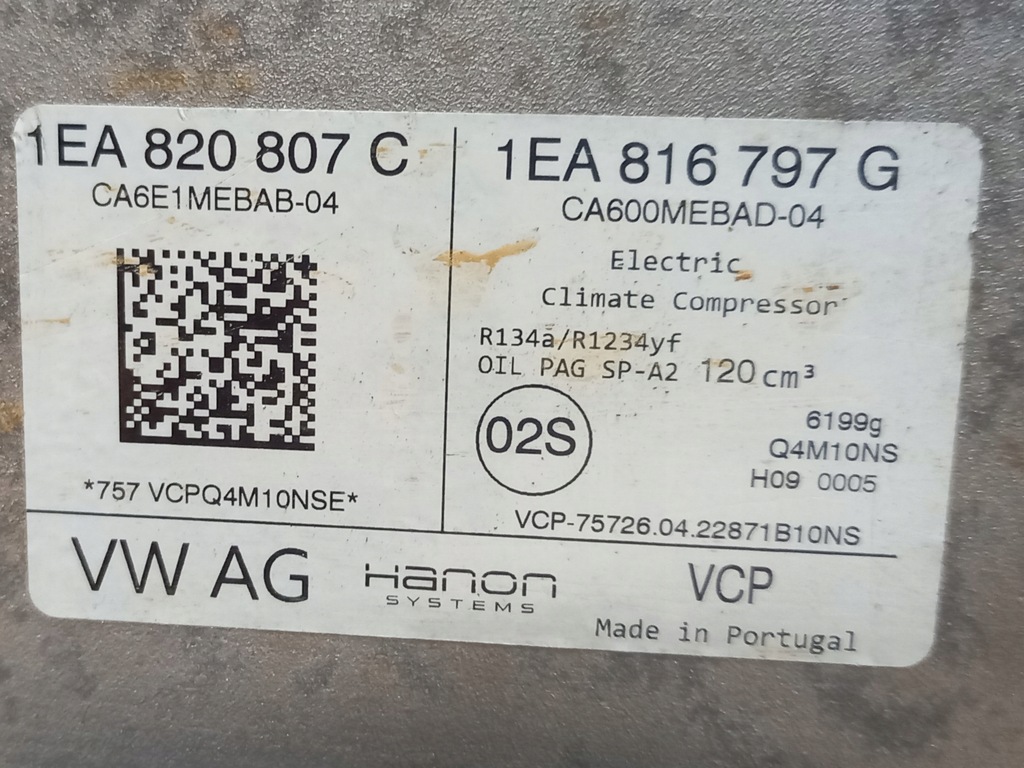 1EA 820 807 C
CA6E1MEBAB-04
*757 VCPQ4M10NSE*
1EA 816 797 G
CA600MEBAD-04
Electric
Climate Compressor
R134a/R1234yf
OIL PAG SP-A2 120 cm³
02S
6199g
Q4M10NS
H09 0005
VCP-75726.04.22871B10NS
VW AG
Hanon
SYSTEMS
VCP
Made in Portugal